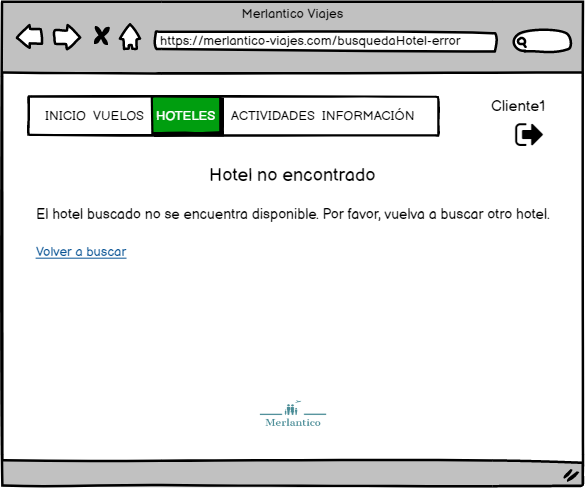 Merlantico Viajes
https://merlantico-viajes.com/busquedaHotel-error
Cliente1
INICIO VUELOS HOTELES ACTIVIDADES INFORMACIÓN
Hotel no encontrado
El hotel buscado no se encuentra disponible. Por favor, vuelva a buscar otro hotel.
Volver a buscar
Merlantico